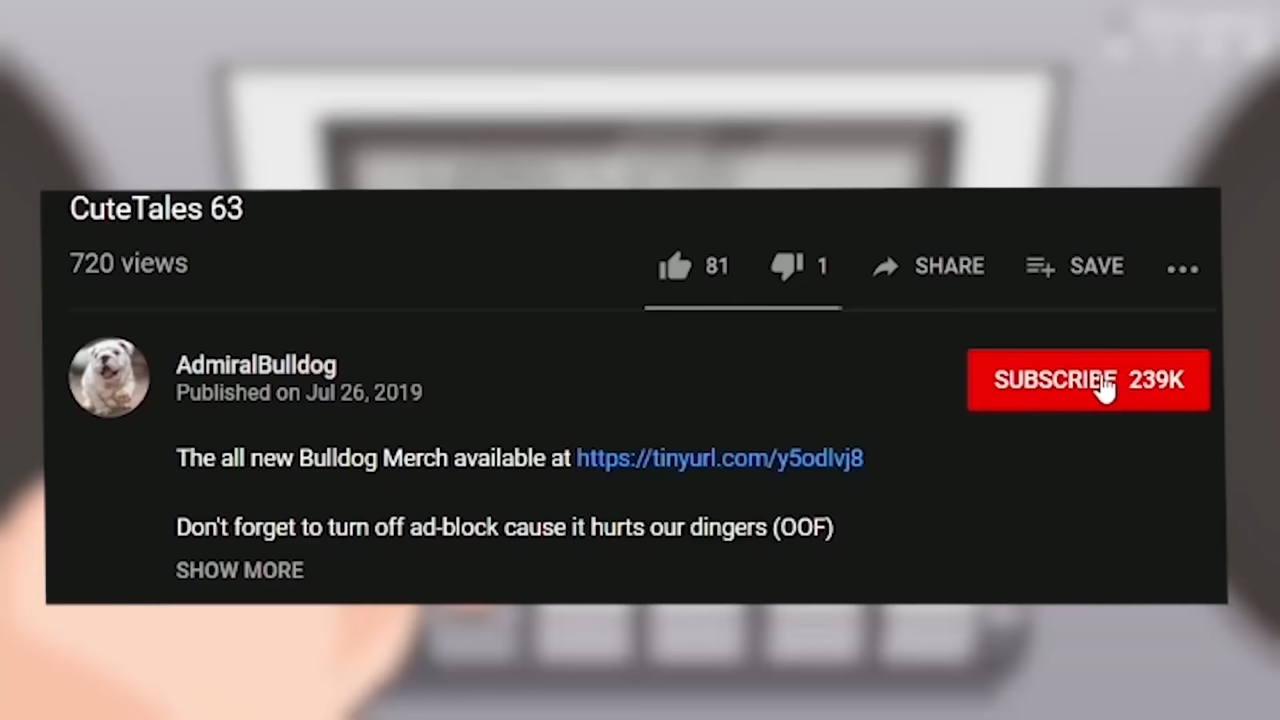 CuteTales 63
720 views
81 1 SHARE SAVE
AdmiralBulldog
Published on Jul 26, 2019
SUBSCRIBE 239K
The all new Bulldog Merch available at https://tinyurl.com/y5odlvj8
Don't forget to turn off ad-block cause it hurts our dingers (OOF)
SHOW MORE